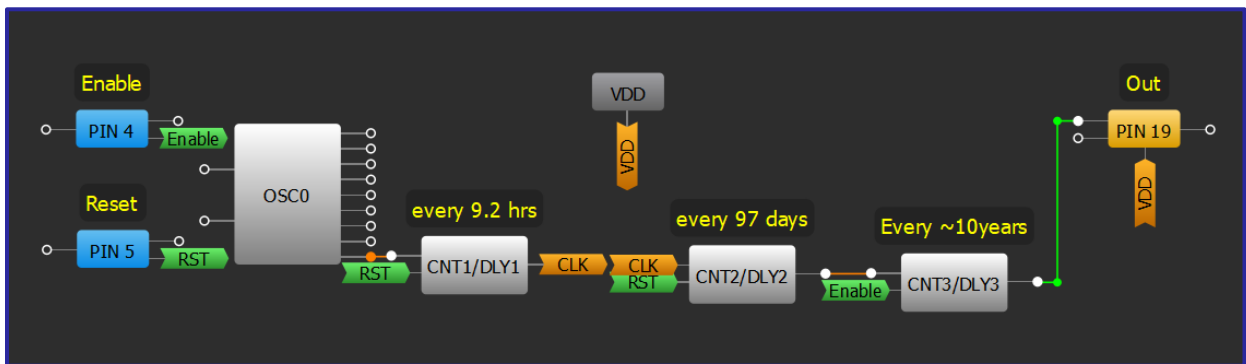 Enable
PIN 4
Enable
Reset
PIN 5
RST
OSC0
RST
every 9.2 hrs
CNT1/DLY1
CLK
VDD
VDD
CLK
RST
every 97 days
CNT2/DLY2
Enable
Every ~10years
CNT3/DLY3
Out
PIN 19
VDD